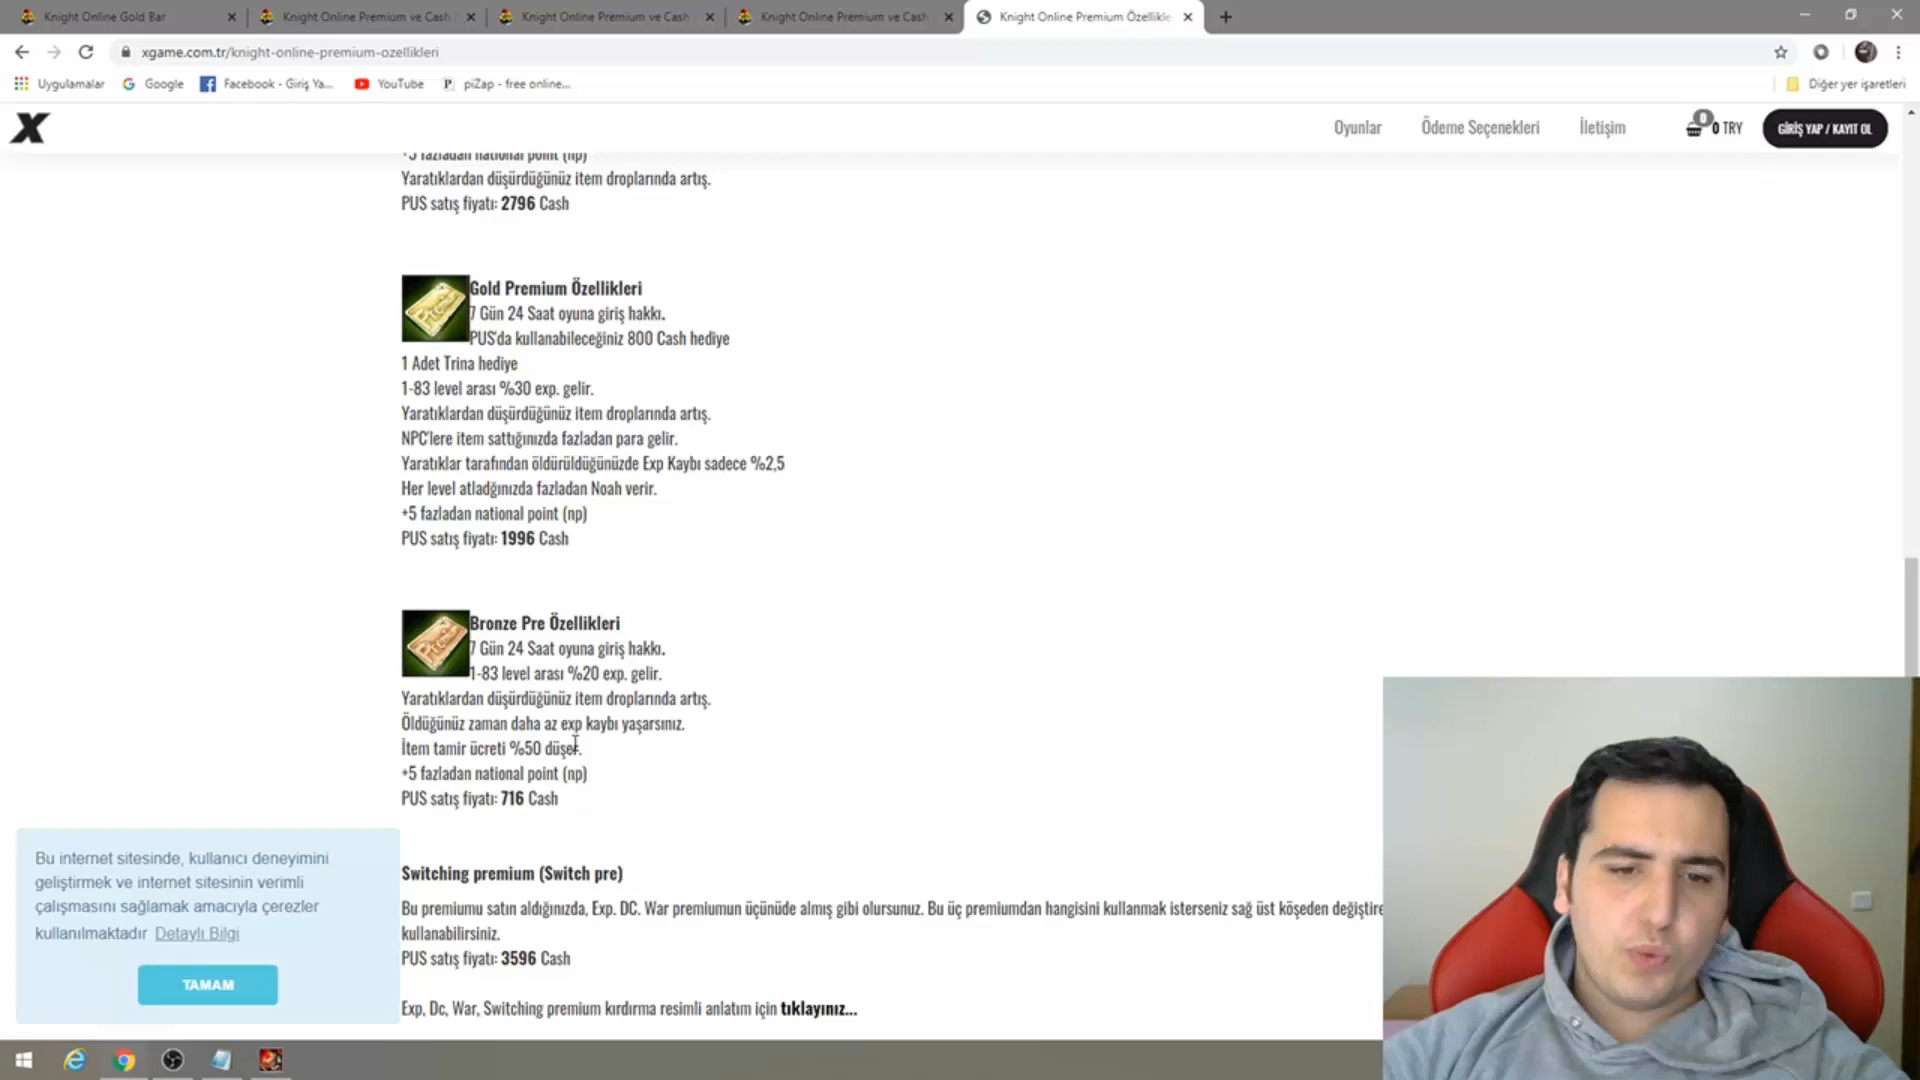 Knight Online Gold Bar
Knight Online Premium ve Cash
Knight Online Premium ve Cash
Knight Online Premium ve Cash
Knight Online Premium Özellikle
xgame.com.tr/knight-online-premium-ozellikleri
Uygulamalar
Google
Facebook - Giriş Ya...
YouTube
piZap - free online...
Diğer yer işaretleri
X
Oyunlar
Ödeme Seçenekleri
İletişim
0
0 TRY
GİRİŞ YAP / KAYIT OL
+5 fazladan national point (np)
Yaratıklardan düşürdüğünüz item droplarında artış.
PUS satış fiyatı: 2796 Cash
Gold Premium Özellikleri
7 Gün 24 Saat oyuna giriş hakkı.
PUS'da kullanabileceğiniz 800 Cash hediye
1 Adet Trina hediye
1-83 level arası %30 exp. gelir.
Yaratıklardan düşürdüğünüz item droplarında artış.
NPC'lere item sattığınızda fazladan para gelir.
Yaratıklar tarafından öldürüldüğünüzde Exp Kaybı sadece %2,5
Her level atladğınızda fazladan Noah verir.
+5 fazladan national point (np)
PUS satış fiyatı: 1996 Cash
Bronze Pre Özellikleri
7 Gün 24 Saat oyuna giriş hakkı.
1-83 level arası %20 exp. gelir.
Yaratıklardan düşürdüğünüz item droplarında artış.
Öldüğünüz zaman daha az exp kaybı yaşarsınız.
İtem tamir ücreti %50 düşer.
+5 fazladan national point (np)
PUS satış fiyatı: 716 Cash
Switching premium (Switch pre)
Bu premiumu satın aldığınızda, Exp. DC. War premiumun üçünüde almış gibi olursunuz. Bu üç premiumdan hangisini kullanmak isterseniz sağ üst köşeden değiştire
kullanabilirsiniz.
PUS satış fiyatı: 3596 Cash
Exp, Dc, War, Switching premium kırdırma resimli anlatım için tıklayınız...
Bu internet sitesinde, kullanıcı deneyimini
geliştirmek ve internet sitesinin verimli
çalışmasını sağlamak amacıyla çerezler
kullanılmaktadır Detaylı Bilgi
TAMAM